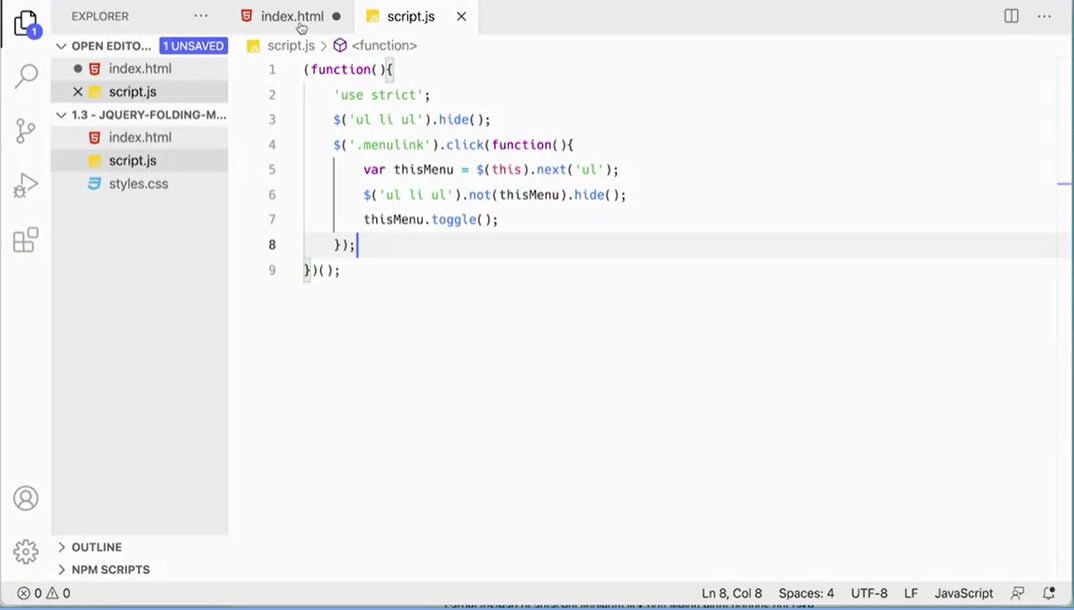 EXPLORER
1
OPEN EDITO... 1 UNSAVED
index.html
script.js
1.3 - JQUERY-FOLDING-M...
index.html
script.js
styles.css
OUTLINE
NPM SCRIPTS
index.html
script.js
script.js > <function>
1 (function(){
2 'use strict';
3 $('ul li ul').hide();
4 $('.menulink').click(function(){
5 var thisMenu = $(this).next('ul');
6 $('ul li ul').not(thisMenu).hide();
7 thisMenu.toggle();
8 });
9 })();
0 0
Ln 8, Col 8 Spaces: 4 UTF-8 LF JavaScript